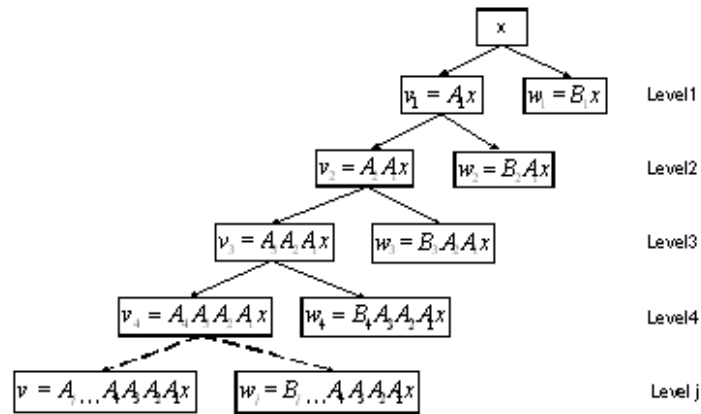 x
v₁ = A₁x w₁ = B₁x Level1
v₂ = A₂A₁x w₂ = B₂A₁x Level2
v₃ = A₃A₂A₁x w₃ = B₃A₂A₁x Level3
v₄ = A₄A₃A₂A₁x w₄ = B₄A₃A₂A₁x Level4
v = Aⱼ...A₄A₃A₂A₁x wⱼ = Bⱼ...A₄A₃A₂A₁x Level j